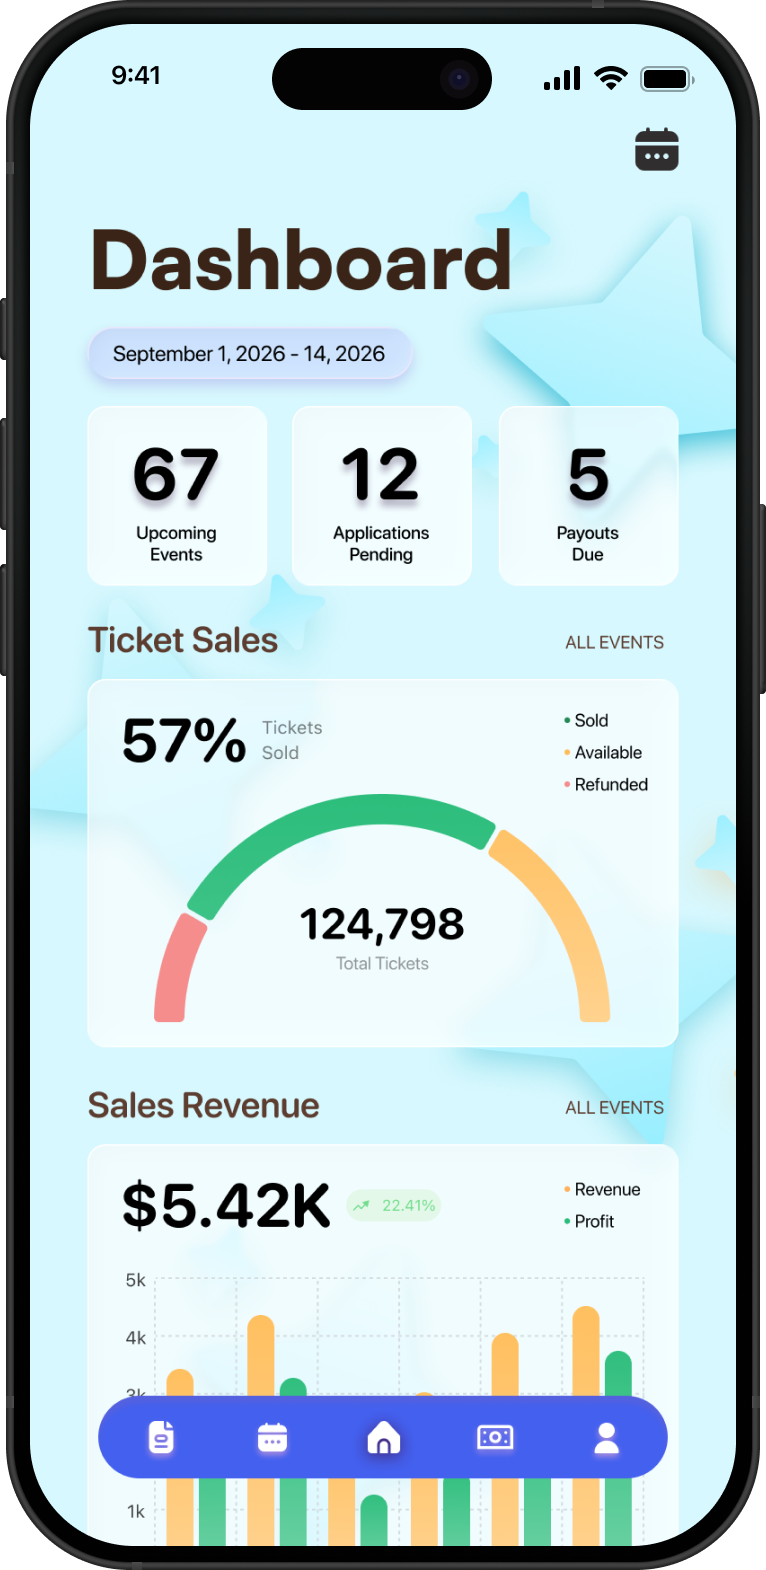 9:41
Dashboard
September 1, 2026 - 14, 2026
67
Upcoming
Events
12
Applications
Pending
5
Payouts
Due
Ticket Sales
ALL EVENTS
57%
Tickets
Sold
Sold
Available
Refunded
124,798
Total Tickets
Sales Revenue
ALL EVENTS
$5.42K
22.41%
Revenue
Profit
5k
4k
3k
1k